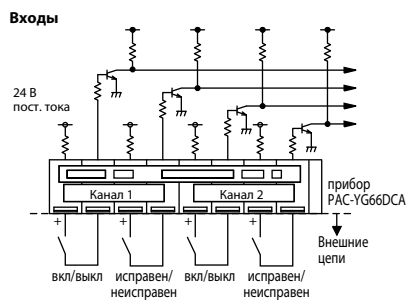 Входы
24 В
пост. тока
Канал 1
Канал 2
прибор
PAC-YG66DCA
+
+
+
+
Внешние
цепи
вкл/выкл
исправен/
неисправен
вкл/выкл
исправен/
неисправен